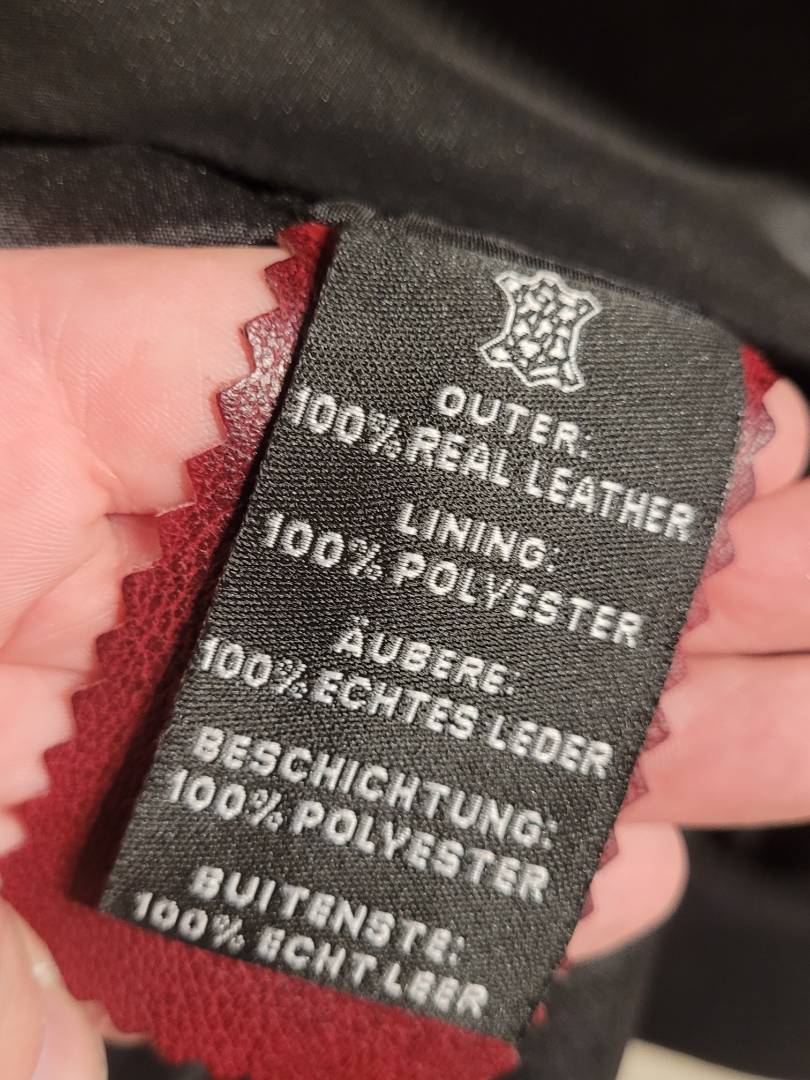 OUTER:
100% REAL LEATHER
LINING:
100% POLYESTER
ÄUBERE:
100% ECHTES LEDER
BESCHICHTUNG:
100% POLYESTER
BUITENSTE:
100% ECHT LEER